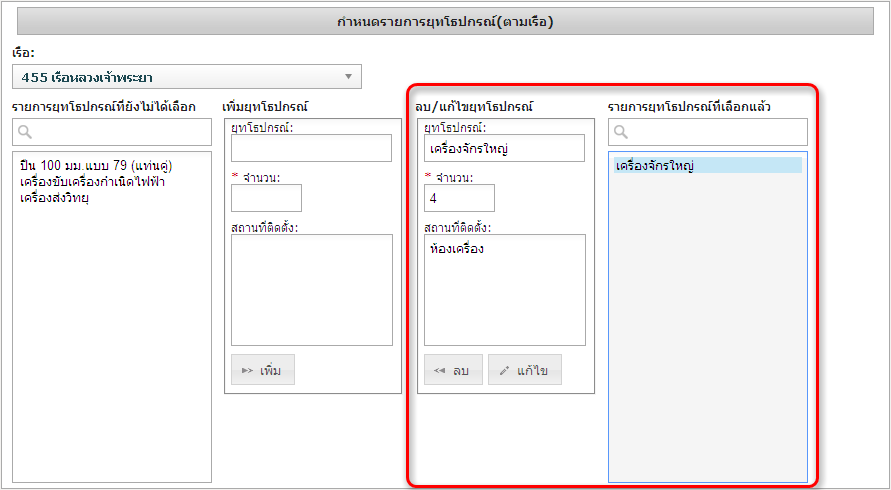 กำหนดรายการยุทโธปกรณ์(ตามเรือ)
เรือ:
455 เรือหลวงเจ้าพระยา
รายการยุทโธปกรณ์ที่ยังไม่ได้เลือก
ปืน 100 มม.แบบ 79 (แท่นคู่)
เครื่องขับเครื่องกำเนิดไฟฟ้า
เครื่องส่งวิทยุ
เพิ่มยุทโธปกรณ์
ยุทโธปกรณ์:
* จำนวน:
สถานที่ติดตั้ง:
เพิ่ม
ลบ/แก้ไขยุทโธปกรณ์
ยุทโธปกรณ์:
เครื่องจักรใหญ่
* จำนวน:
4
สถานที่ติดตั้ง:
ห้องเครื่อง
ลบ
แก้ไข
รายการยุทโธปกรณ์ที่เลือกแล้ว
เครื่องจักรใหญ่